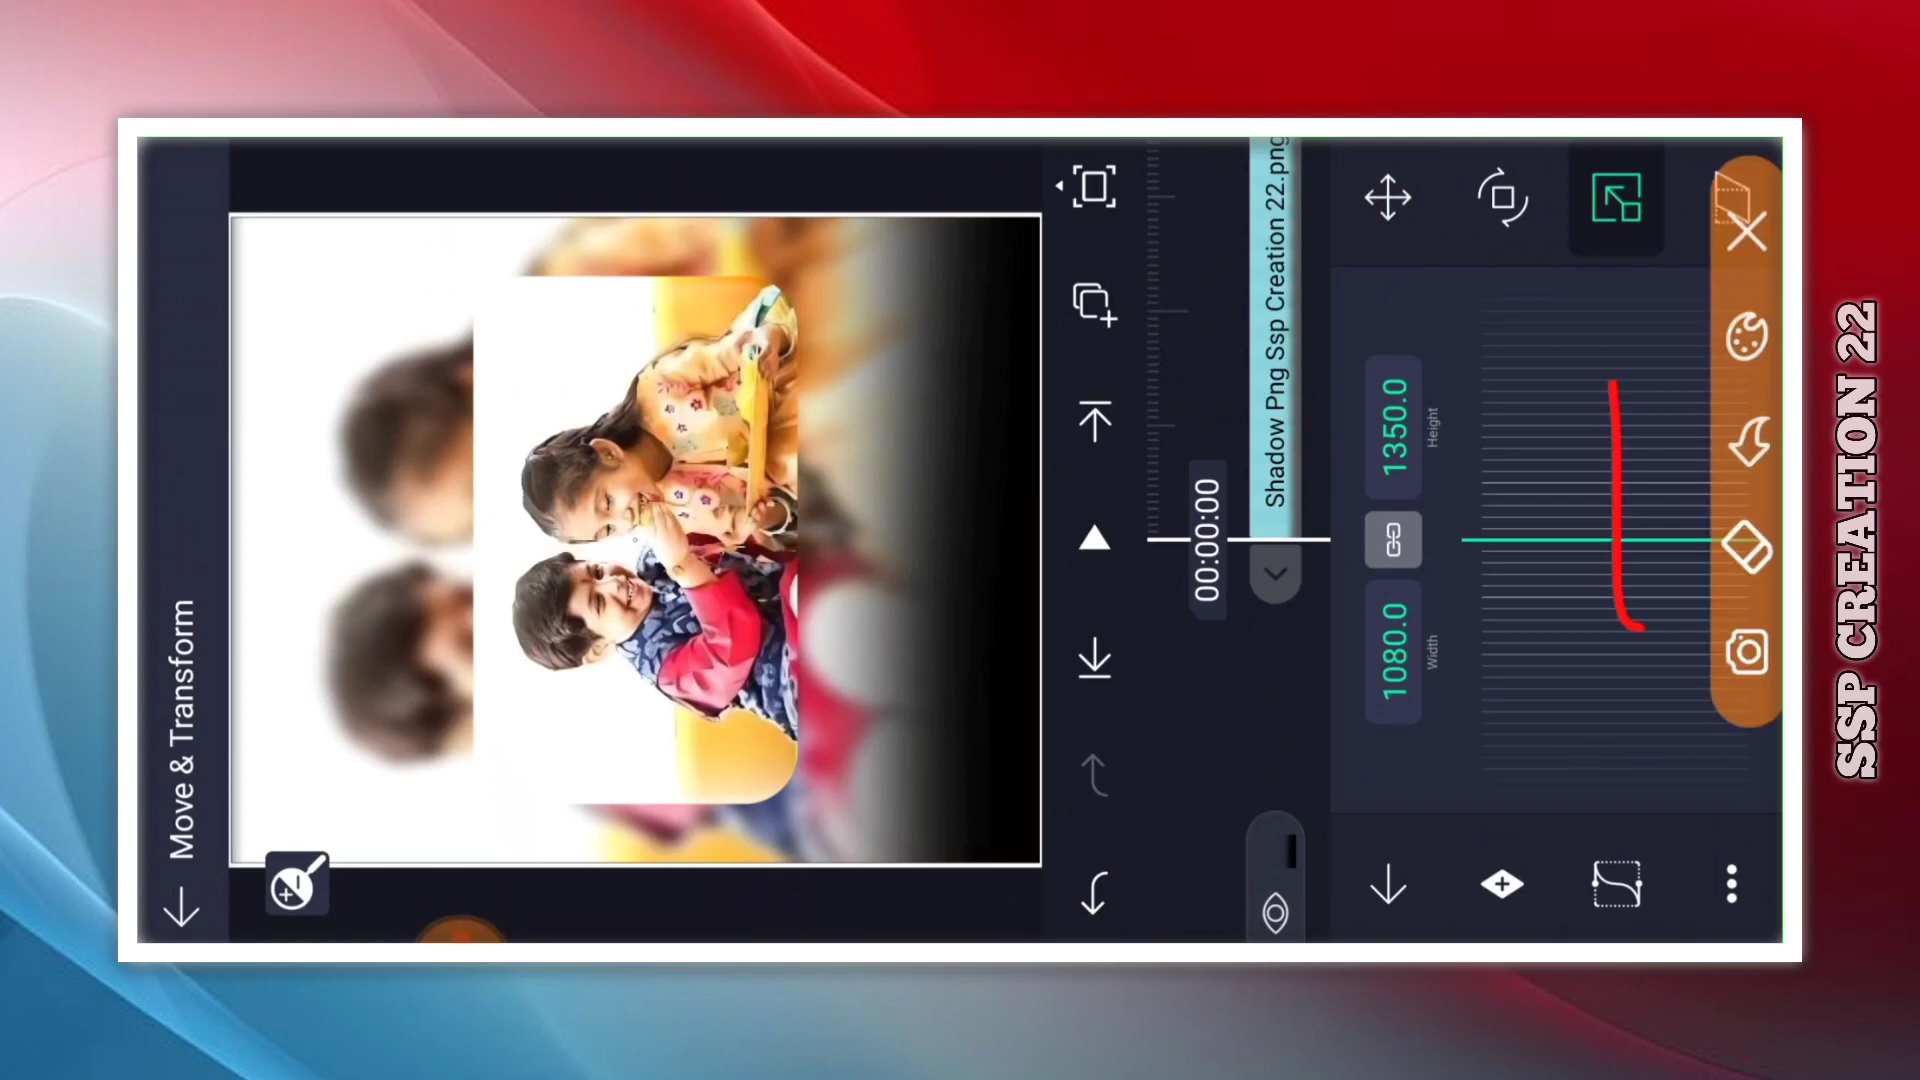 Move & Transform
00:00:00
Shadow Png Ssp Creation 22.png
1080.0
Width
1350.0
Height
SSP CREATION 22